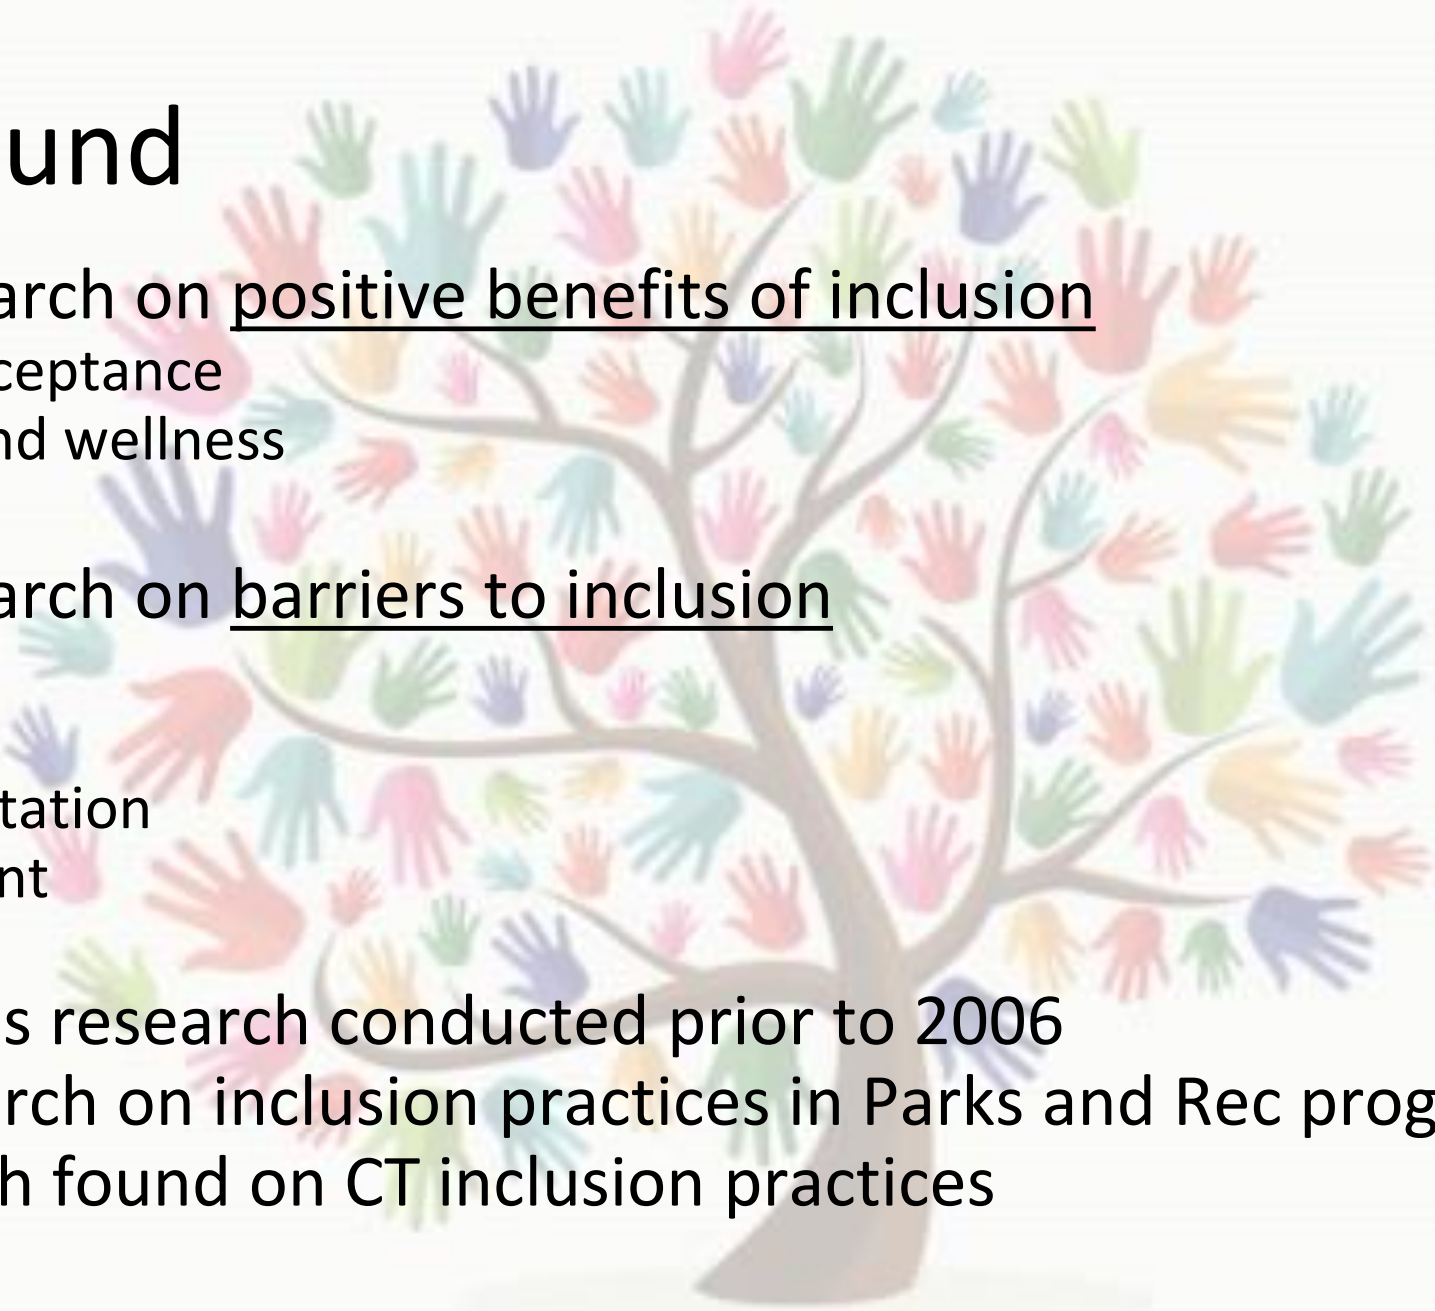 und
arch on positive benefits of inclusion
ceptance
nd wellness
arch on barriers to inclusion
tation
nt
s research conducted prior to 2006
rch on inclusion practices in Parks and Rec prog
h found on CT inclusion practices